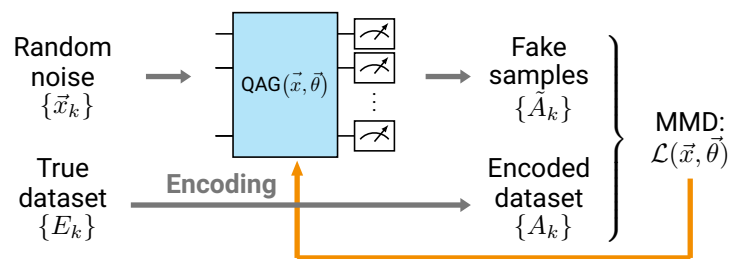 Random
noise
{x⃗_k}
QAG(x⃗, θ⃗)
⋮
Fake
samples
{Ã_k}
MMD:
ℒ(x⃗, θ⃗)
True
dataset
{E_k}
Encoding
Encoded
dataset
{A_k}